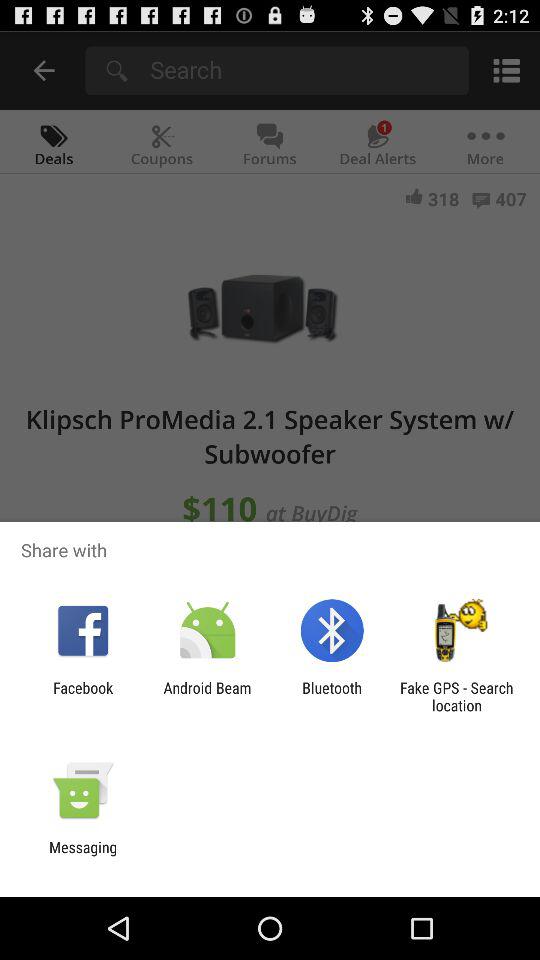 2:12
Search
Deals
Coupons
Forums
1
Deal Alerts
More
318
407
Klipsch ProMedia 2.1 Speaker System w/
Subwoofer
$110 at BuyDig
Share with
Facebook
Android Beam
Bluetooth
Fake GPS - Search
location
Messaging